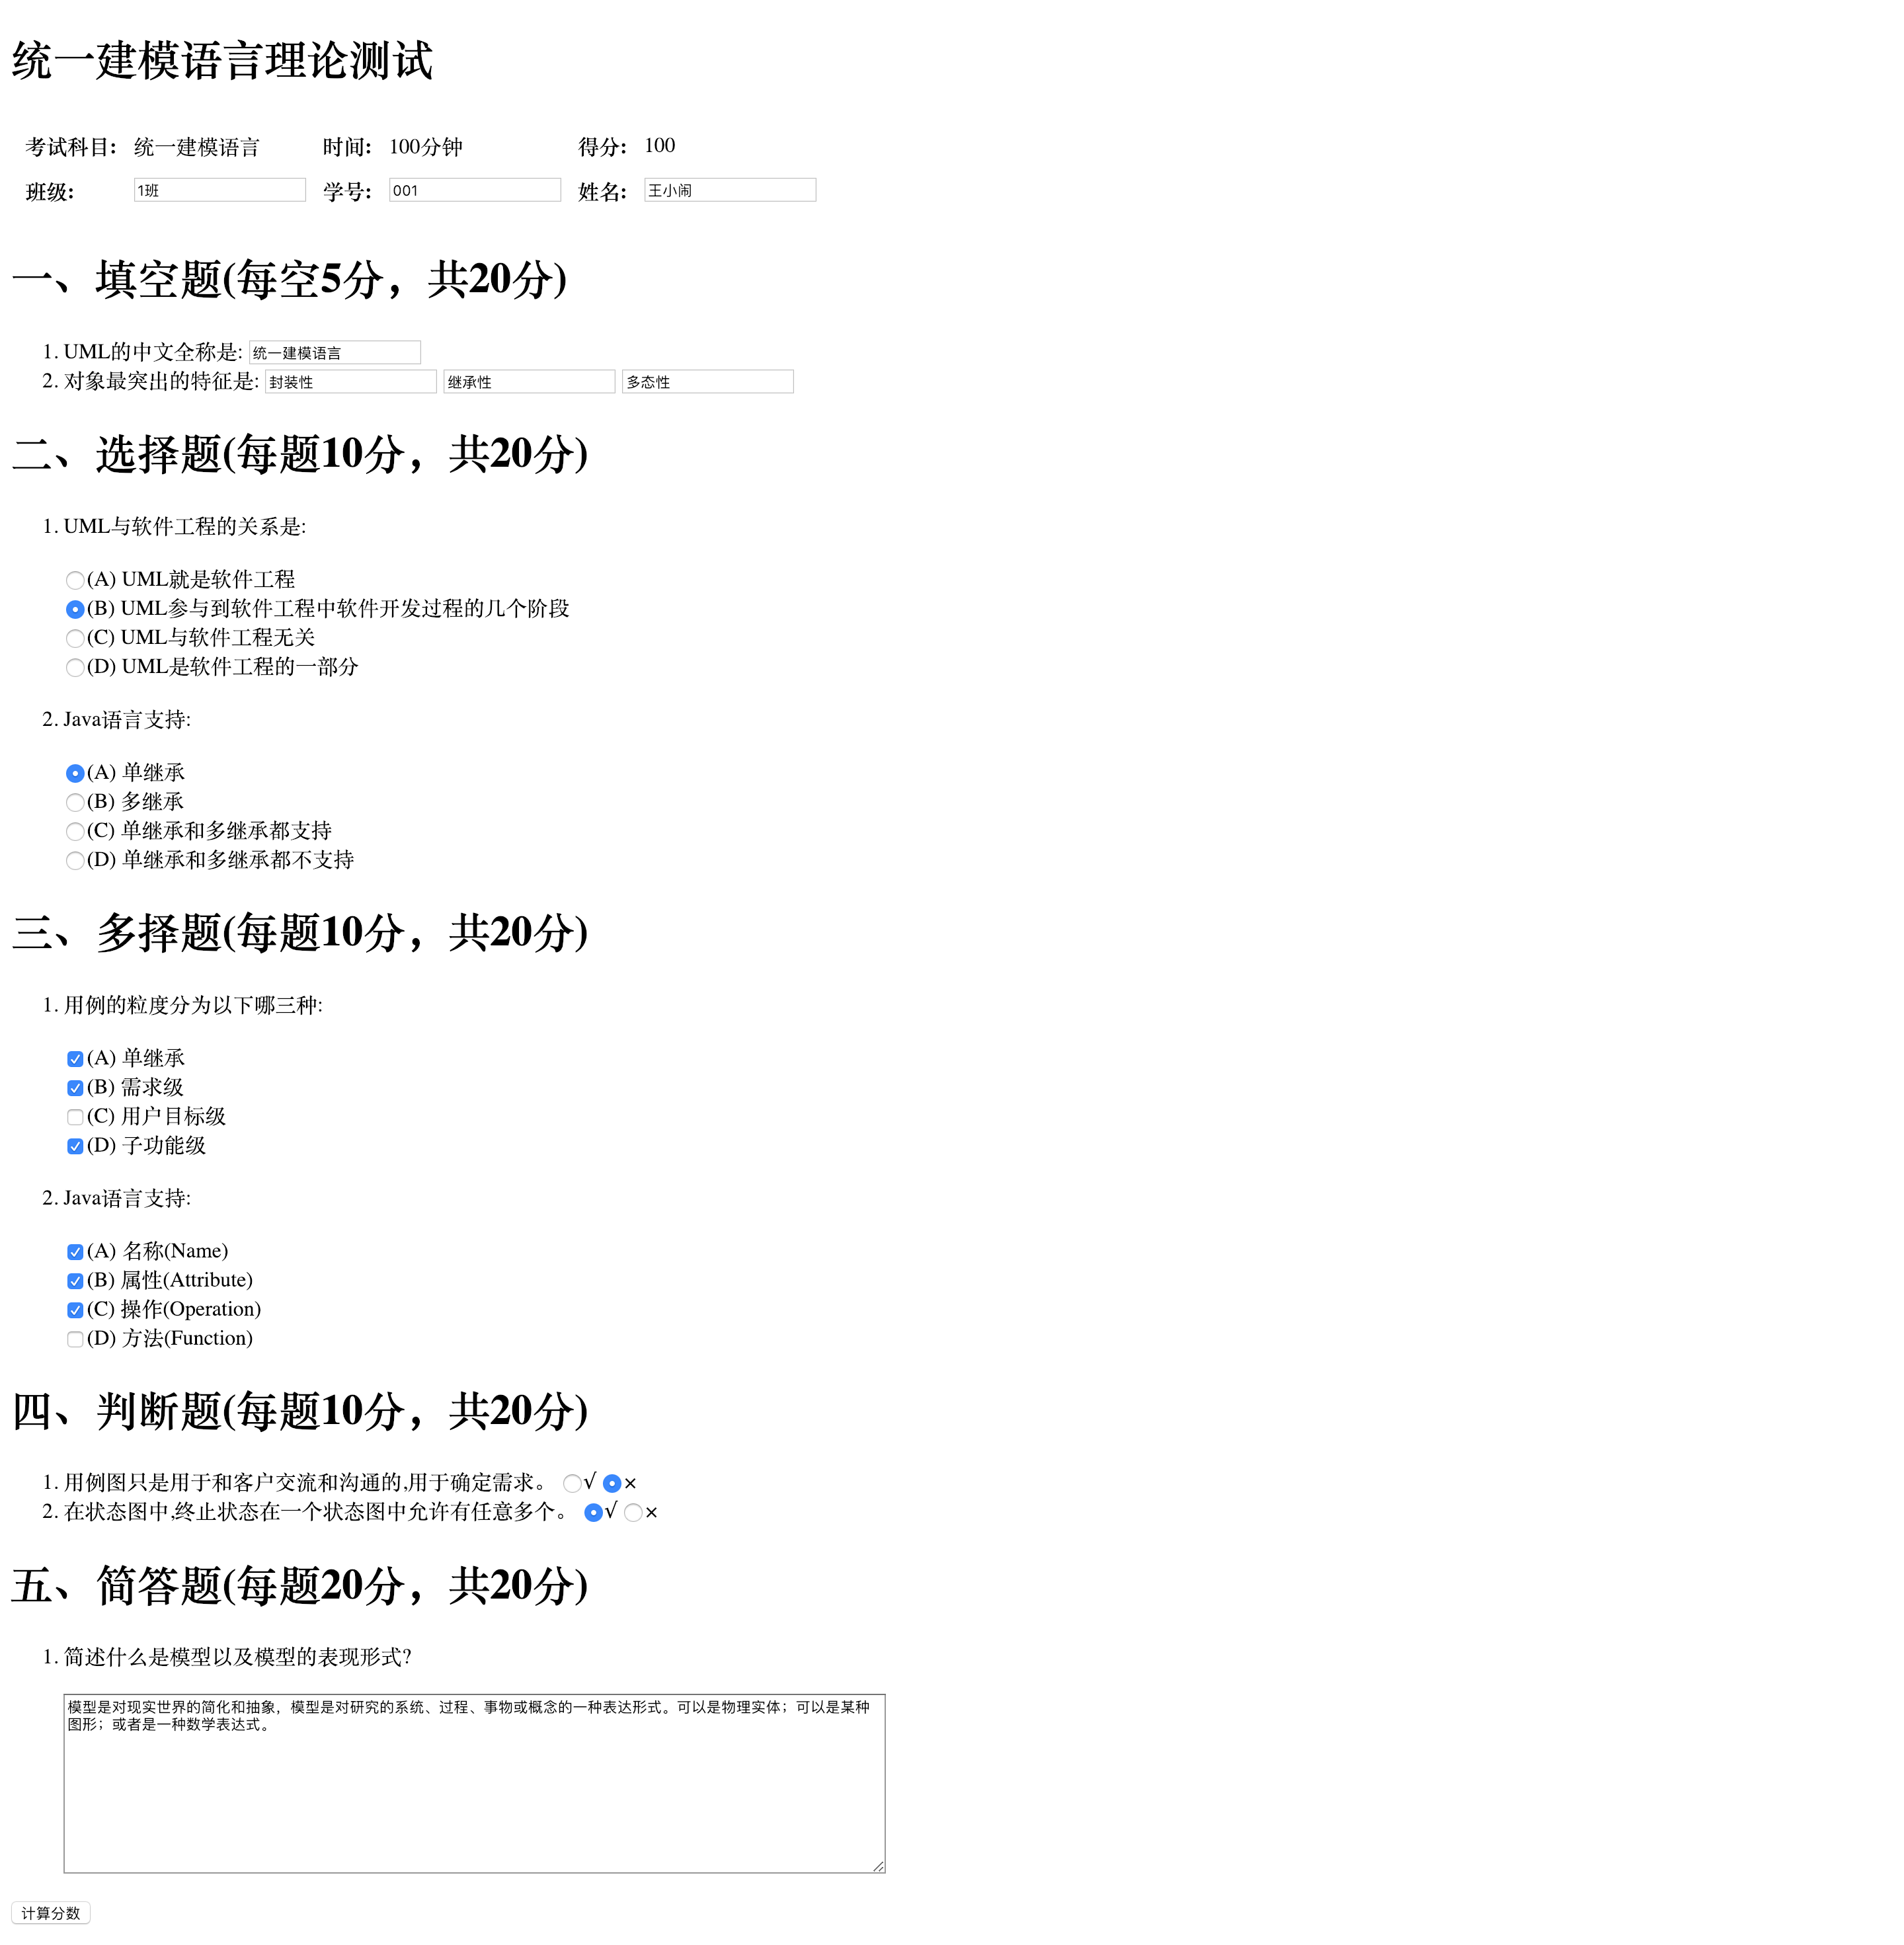 统一建模语言理论测试
考试科目: 统一建模语言 时间: 100分钟 得分: 100
班级: 1班 学号: 001 姓名: 王小闹
一、填空题(每空5分，共20分)
1. UML的中文全称是: 统一建模语言
2. 对象最突出的特征是: 封装性 继承性 多态性
二、选择题(每题10分，共20分)
1. UML与软件工程的关系是:
(A) UML就是软件工程
(B) UML参与到软件工程中软件开发过程的几个阶段
(C) UML与软件工程无关
(D) UML是软件工程的一部分
2. Java语言支持:
(A) 单继承
(B) 多继承
(C) 单继承和多继承都支持
(D) 单继承和多继承都不支持
三、多择题(每题10分，共20分)
1. 用例的粒度分为以下哪三种:
(A) 单继承
(B) 需求级
(C) 用户目标级
(D) 子功能级
2. Java语言支持:
(A) 名称(Name)
(B) 属性(Attribute)
(C) 操作(Operation)
(D) 方法(Function)
四、判断题(每题10分，共20分)
1. 用例图只是用于和客户交流和沟通的,用于确定需求。 √ ×
2. 在状态图中,终止状态在一个状态图中允许有任意多个。 √ ×
五、简答题(每题20分，共20分)
1. 简述什么是模型以及模型的表现形式?
模型是对现实世界的简化和抽象，模型是对研究的系统、过程、事物或概念的一种表达形式。可以是物理实体；可以是某种
图形；或者是一种数学表达式。
计算分数